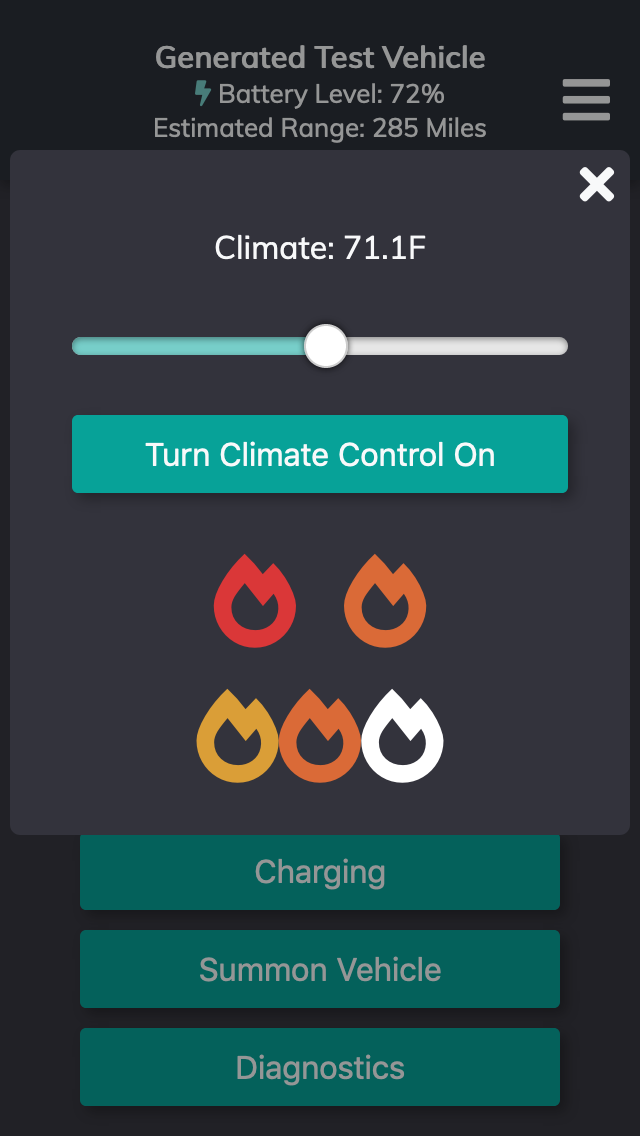 Generated Test Vehicle
Battery Level: 72%
Estimated Range: 285 Miles
Climate: 71.1F
Turn Climate Control On
Charging
Summon Vehicle
Diagnostics